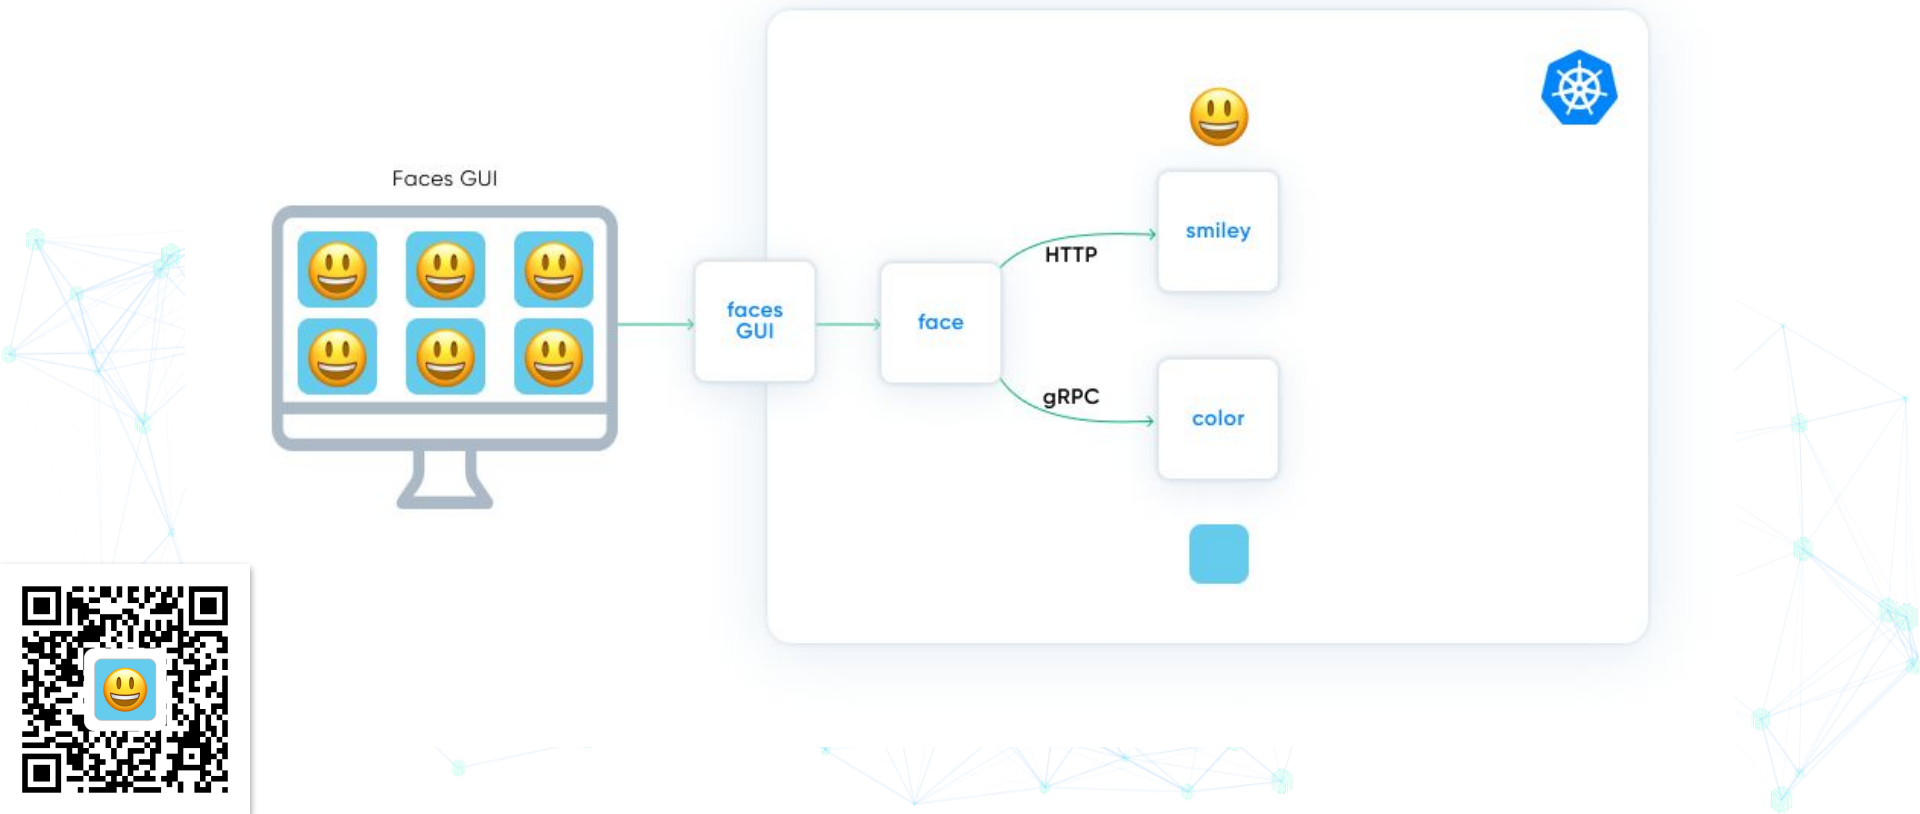 Faces GUI
faces
GUI
face
HTTP
smiley
gRPC
color